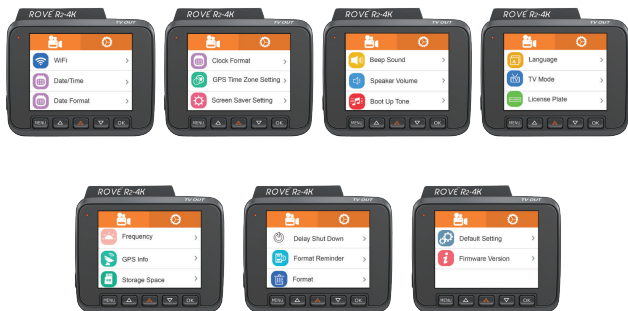 ROVE R2-4K
TV OUT
WiFi
Date/Time
Date Format
MENU OK
ROVE R2-4K
TV OUT
Clock Format
GPS Time Zone Setting
Screen Saver Setting
MENU OK
ROVE R2-4K
TV OUT
Beep Sound
Speaker Volume
Boot Up Tone
MENU OK
ROVE R2-4K
TV OUT
Language
TV Mode
License Plate
MENU OK
ROVE R2-4K
TV OUT
Frequency
GPS Info
Storage Space
MENU OK
ROVE R2-4K
TV OUT
Delay Shut Down
Format Reminder
Format
MENU OK
ROVE R2-4K
TV OUT
Default Setting
Firmware Version
MENU OK